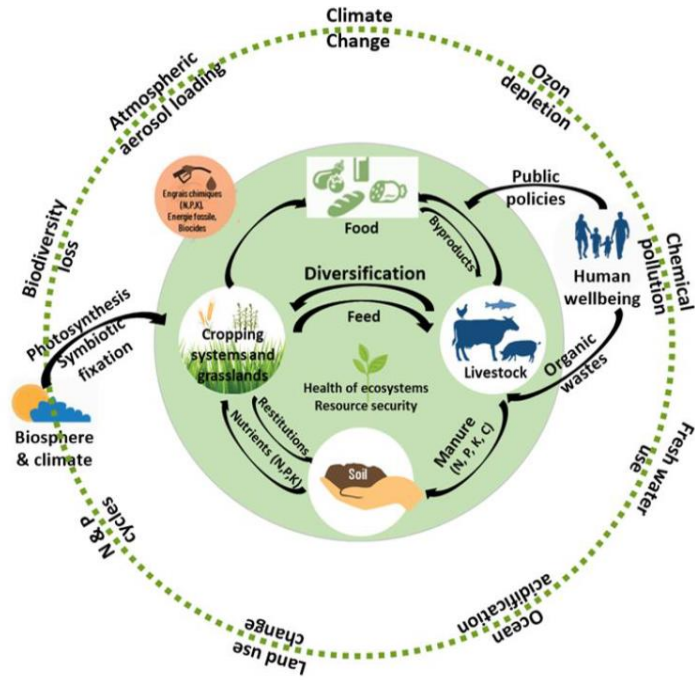 Climate
Change
Ozon
depletion
Atmospheric
aerosol loading
Engrais chimiques
(N,P,K),
Energie fossile,
Biocides
Food
Byproducts
Public
policies
Human
wellbeing
Chemical
pollution
Biodiversity
loss
Photosynthesis
Symbiotic
fixation
Biosphere
& climate
Cropping
systems and
grasslands
Diversification
Feed
Livestock
Health of ecosystems
Resource security
Organic
wastes
Restitutions
Nutrients (N,P,K)
Soil
Manure
(N, P, K, C)
Fresh water
use
N & P
cycles
Land use
change
Ocean
acidification